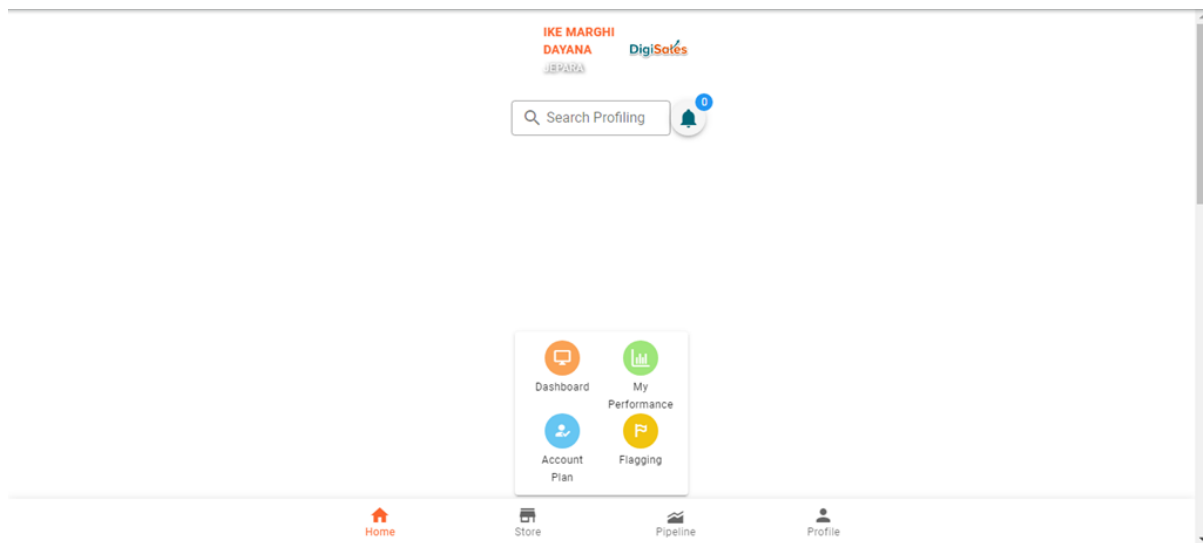 IKE MARGHI
DAYANA
JEPARA
DigiSales
Search Profiling
0
Dashboard
My
Performance
Account
Plan
Flagging
Home
Store
Pipeline
Profile